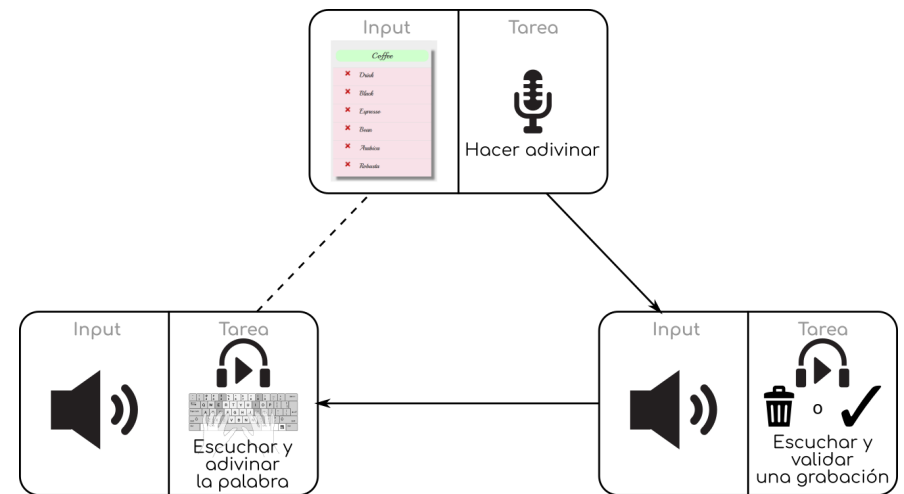 Input
Tarea
Coffee
Drink
Black
Espresso
Bean
Arabica
Robusta
Hacer adivinar
Input
Tarea
Escuchar y
adivinar
la palabra
Input
Tarea
o
Escuchar y
validar
una grabación